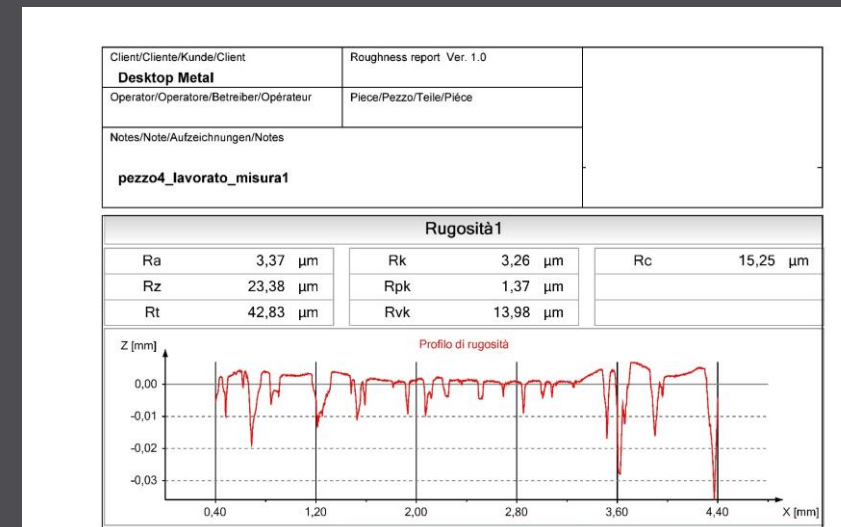 Client/Cliente/Kunde/Client
Roughness report Ver. 1.0
Desktop Metal
Operator/Operatore/Betreiber/Opérateur
Piece/Pezzo/Teile/Piéce
Notes/Note/Aufzeichnungen/Notes
pezzo4_lavorato_misura1
Rugosità1
Ra 3,37 µm Rk 3,26 µm Rc 15,25 µm
Rz 23,38 µm Rpk 1,37 µm
Rt 42,83 µm Rvk 13,98 µm
Z [mm] Profilo di rugosità
0,00
-0,01
-0,02
-0,03
0,40 1,20 2,00 2,80 3,60 4,40 X [mm]